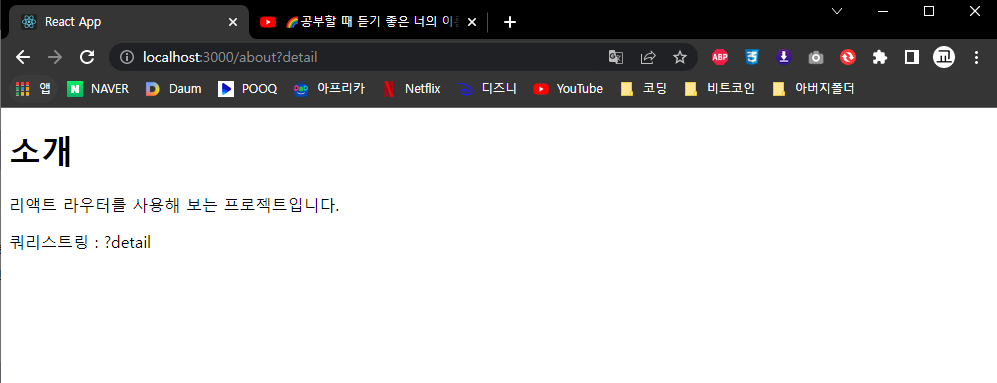 React App
🌈공부할 때 듣기 좋은 너의 이
localhost:3000/about?detail
ABP
교
앱 NAVER Daum POOQ 아프리카 Netflix 디즈니 YouTube 코딩 비트코인 아버지폴더
소개
리액트 라우터를 사용해 보는 프로젝트입니다.
쿼리스트링 : ?detail